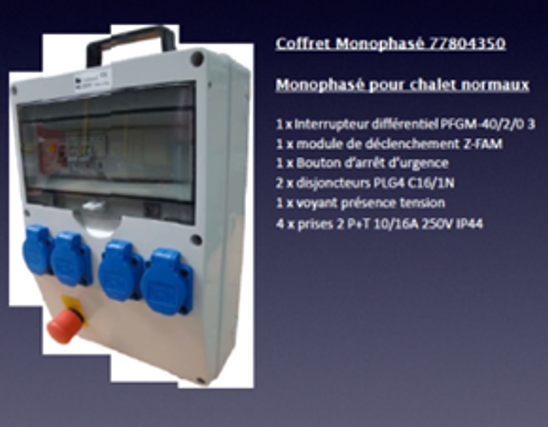 Coffret Monophasé 77804350
Monophasé pour chalet normaux
1 x Interrupteur différentiel PFGM-40/2/0 3
1 x module de déclenchement Z-FAM
1 x Bouton d'arrêt d'urgence
2 x disjoncteurs PLG4 C16/1N
1 x voyant présence tension
4 x prises 2 P+T 10/16A 250V IP44